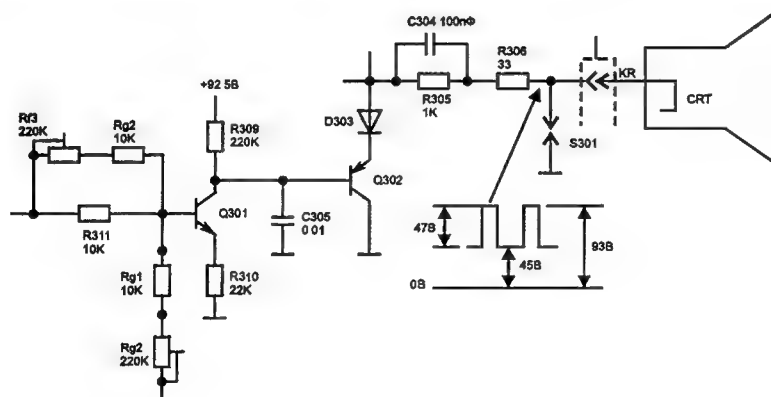 C304 100пФ
R306
33
KR
+92 5В
R305
1K
CRT
D303
Rf3
220K
Rg2
10K
R309
220K
S301
Q302
Q301
C305
0 01
R311
10K
47В
93В
45В
0В
Rg1
10K
R310
22K
Rg2
220K